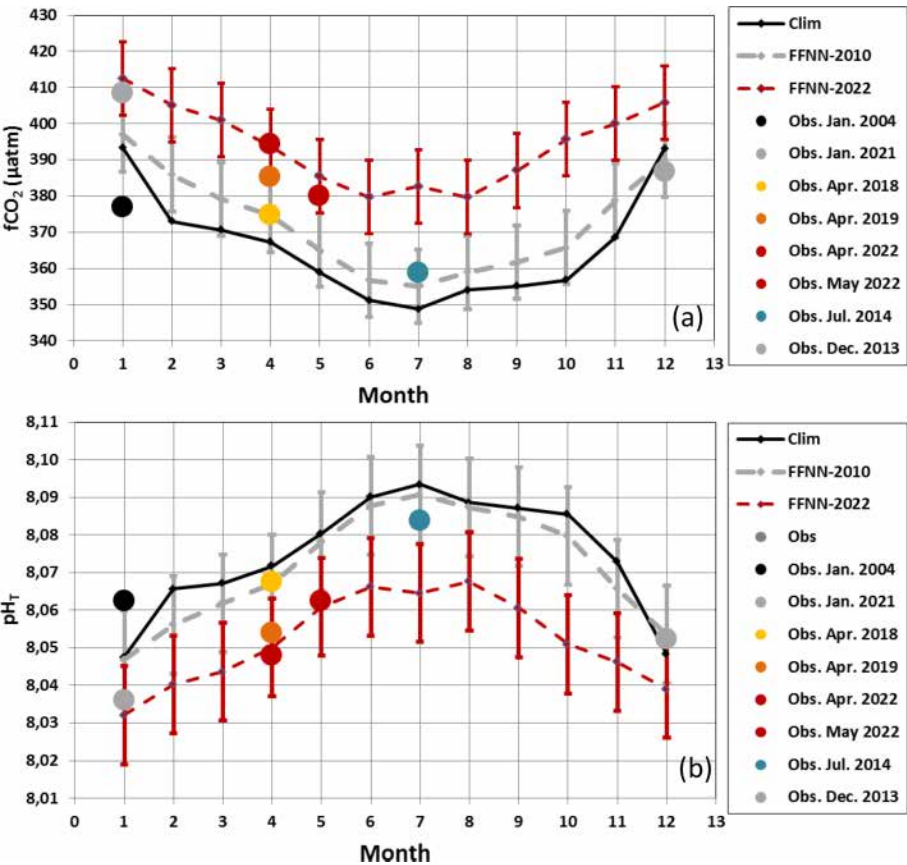 430
420
410
400
390
380
370
360
350
340
fCO₂ (μatm)
0 1 2 3 4 5 6 7 8 9 10 11 12 13
Month
(a)
Clim
FFNN-2010
FFNN-2022
Obs. Jan. 2004
Obs. Jan. 2021
Obs. Apr. 2018
Obs. Apr. 2019
Obs. Apr. 2022
Obs. May 2022
Obs. Jul. 2014
Obs. Dec. 2013
8,11
8,10
8,09
8,08
8,07
8,06
8,05
8,04
8,03
8,02
8,01
pH_T
0 1 2 3 4 5 6 7 8 9 10 11 12 13
Month
(b)
Clim
FFNN-2010
FFNN-2022
Obs
Obs. Jan. 2004
Obs. Jan. 2021
Obs. Apr. 2018
Obs. Apr. 2019
Obs. Apr. 2022
Obs. May 2022
Obs. Jul. 2014
Obs. Dec. 2013